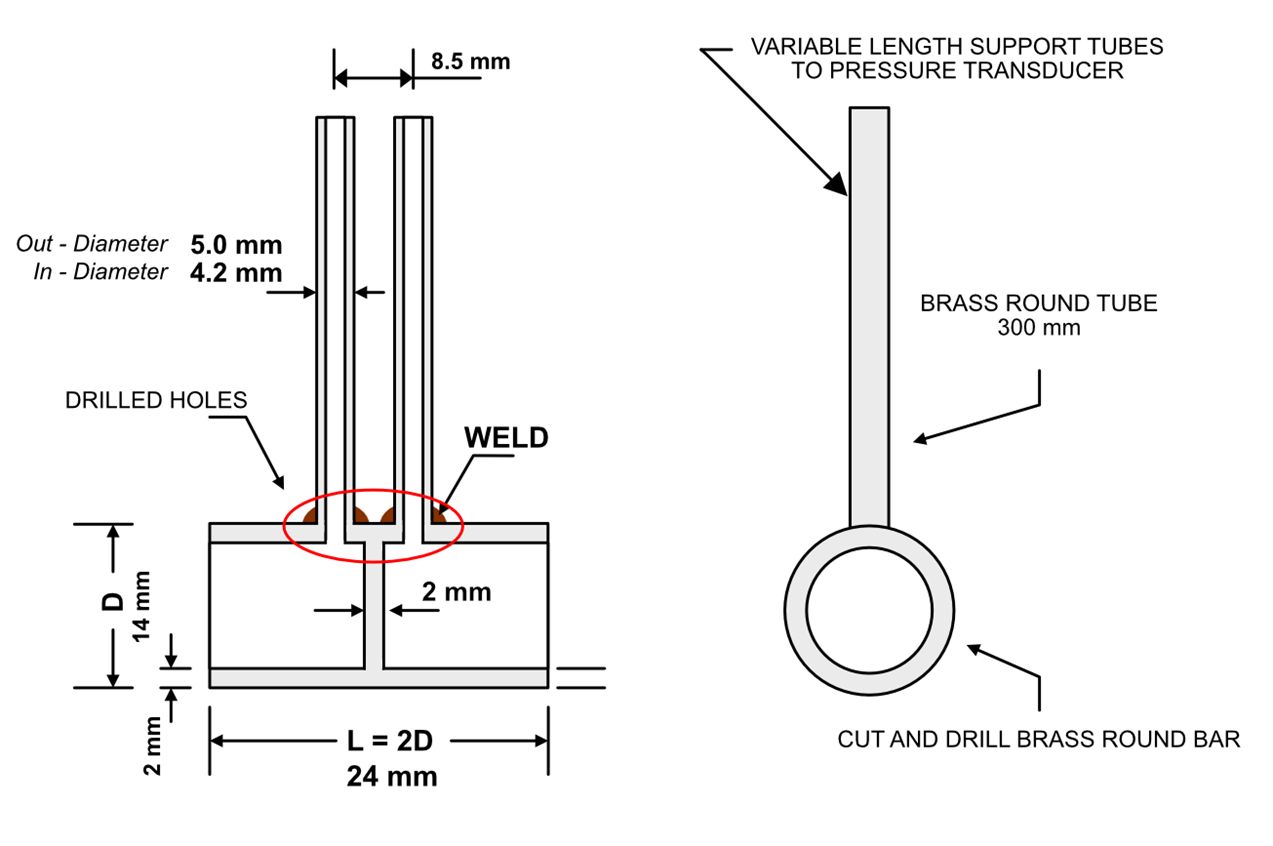 8.5 mm
VARIABLE LENGTH SUPPORT TUBES
TO PRESSURE TRANSDUCER
Out - Diameter 5.0 mm
In - Diameter 4.2 mm
BRASS ROUND TUBE
300 mm
DRILLED HOLES
WELD
D
14 mm
2 mm
2 mm
L = 2D
24 mm
CUT AND DRILL BRASS ROUND BAR